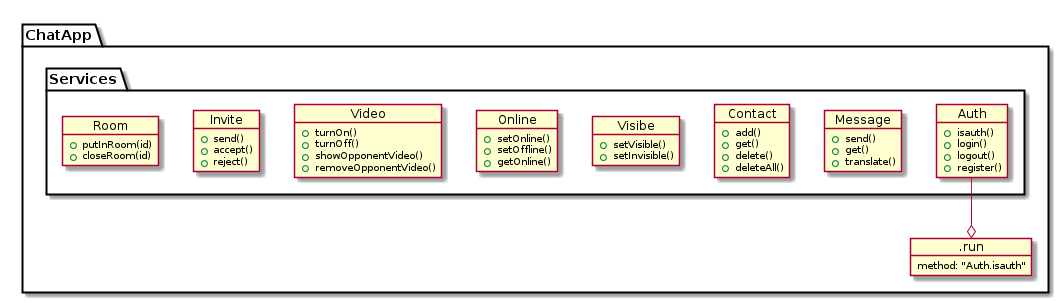 ChatApp
Services
Room
putInRoom(id)
closeRoom(id)
Invite
send()
accept()
reject()
Video
turnOn()
turnOff()
showOpponentVideo()
removeOpponentVideo()
Online
setOnline()
setOffline()
getOnline()
Visibe
setVisible()
setInvisible()
Contact
add()
get()
delete()
deleteAll()
Message
send()
get()
translate()
Auth
isauth()
login()
logout()
register()
.run
method: "Auth.isauth"